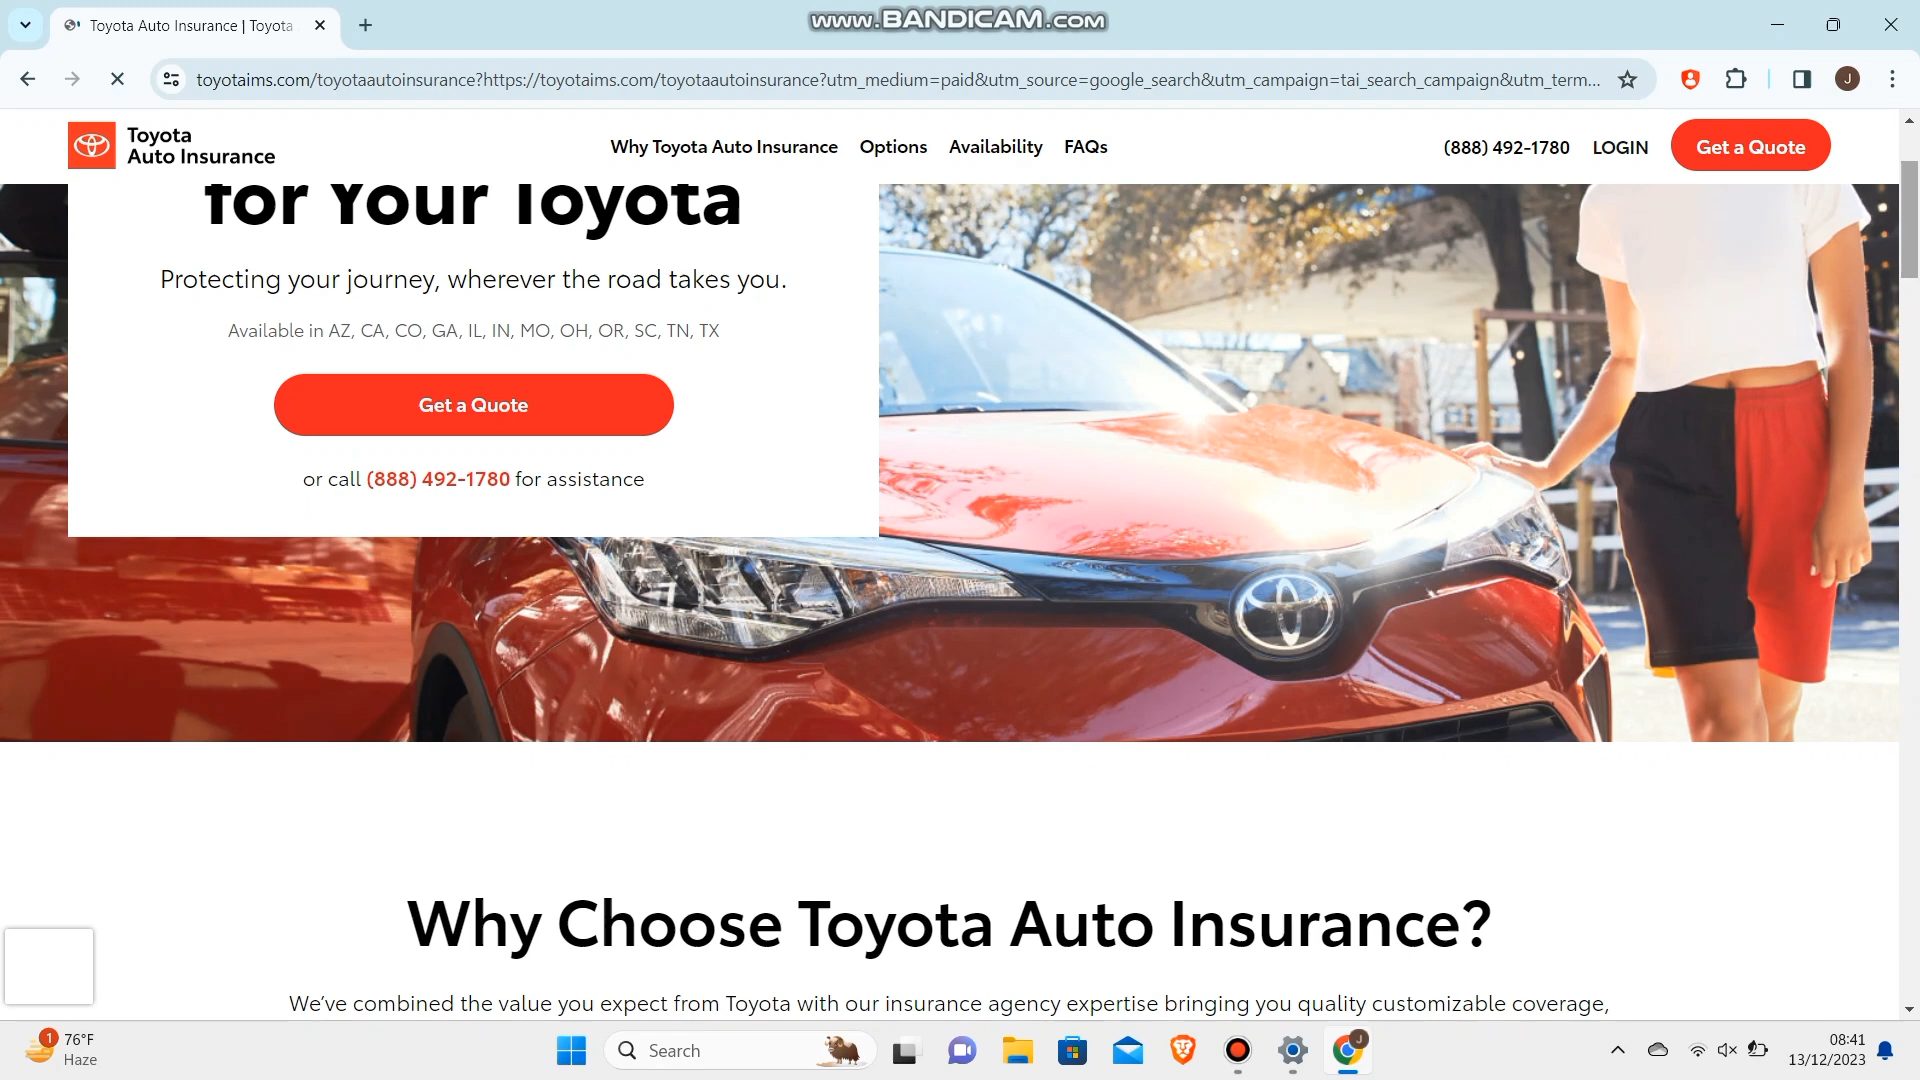 Toyota Auto Insurance | Toyota
www.BANDICAM.com
toyotaims.com/toyotaautoinsurance?https://toyotaims.com/toyotaautoinsurance?utm_medium=paid&utm_source=google_search&utm_campaign=tai_search_campaign&utm_term...
J
Toyota
Auto Insurance
Why Toyota Auto Insurance
Options
Availability
FAQs
(888) 492-1780
LOGIN
Get a Quote
for Your Toyota
Protecting your journey, wherever the road takes you.
Available in AZ, CA, CO, GA, IL, IN, MO, OH, OR, SC, TN, TX
Get a Quote
or call (888) 492-1780 for assistance
Why Choose Toyota Auto Insurance?
We've combined the value you expect from Toyota with our insurance agency expertise bringing you quality customizable coverage,
1
76°F
Haze
Search
J
08:41
13/12/2023